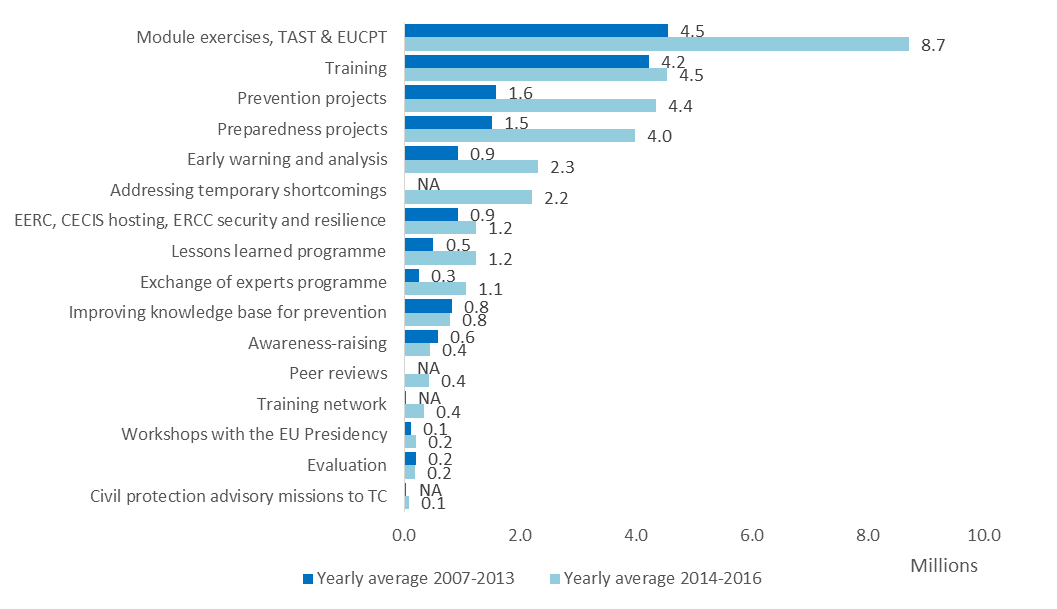 Module exercises, TAST & EUCPT 4.5
8.7
Training 4.2
4.5
Prevention projects 1.6
4.4
Preparedness projects 1.5
4.0
Early warning and analysis 0.9
2.3
Addressing temporary shortcomings NA
2.2
EERC, CECIS hosting, ERCC security and resilience 0.9
1.2
Lessons learned programme 0.5
1.2
Exchange of experts programme 0.3
1.1
Improving knowledge base for prevention 0.8
0.8
Awareness-raising 0.6
0.4
Peer reviews NA
0.4
Training network NA
0.4
Workshops with the EU Presidency 0.1
0.2
Evaluation 0.2
0.2
Civil protection advisory missions to TC NA
0.1
0.0 2.0 4.0 6.0 8.0 10.0
Millions
Yearly average 2007-2013 Yearly average 2014-2016